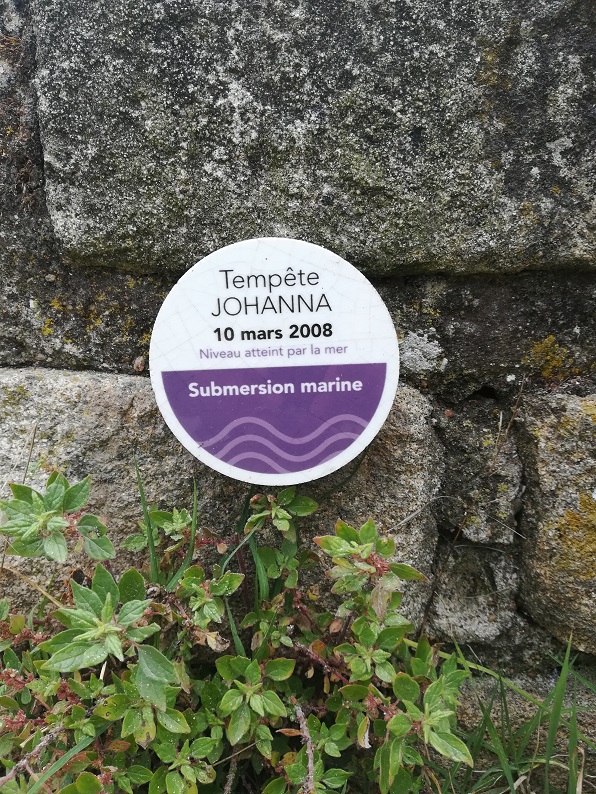 Tempête
JOHANNA
10 mars 2008
Niveau atteint par la mer
Submersion marine